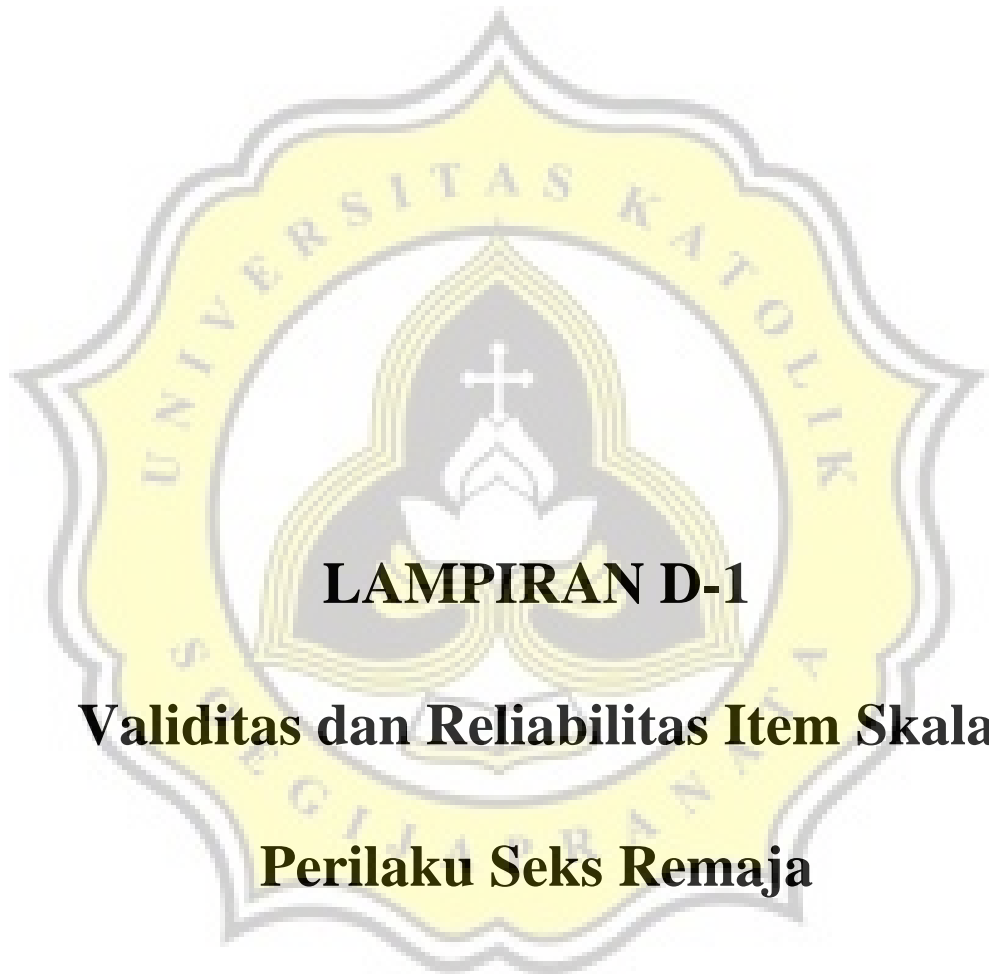 UNIVERSITAS KATOLIK
SOEGIJAPRANATA
LAMPIRAN D-1
Validitas dan Reliabilitas Item Skala
Perilaku Seks Remaja